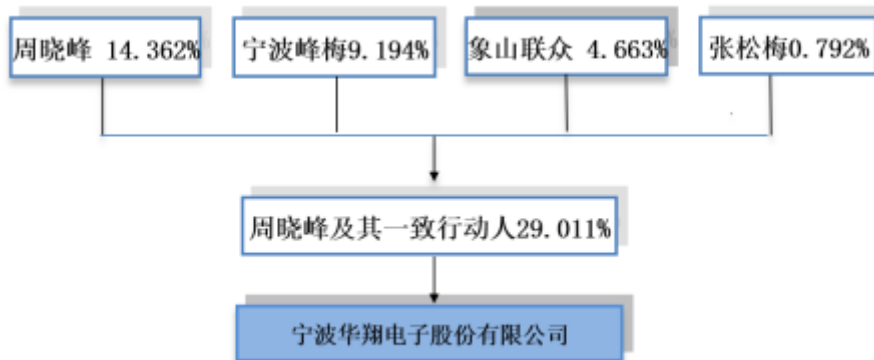 周晓峰 14.362%
宁波峰梅9.194%
象山联众 4.663%
张松梅0.792%
周晓峰及其一致行动人29.011%
宁波华翔电子股份有限公司